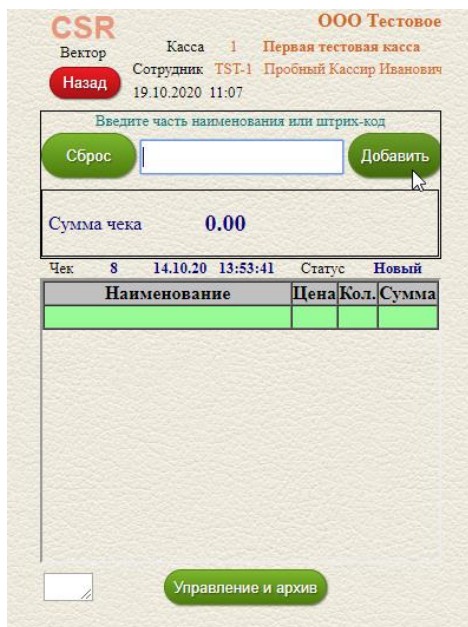 CSR ООО Тестовое
Вектор Касса 1 Первая тестовая касса
Назад Сотрудник TST-1 Пробный Кассир Иванович
19.10.2020 11:07
Введите часть наименования или штрих-код
Сброс Добавить
Сумма чека 0.00
Чек 8 14.10.20 13:53:41 Статус Новый
Наименование Цена Кол. Сумма
Управление и архив